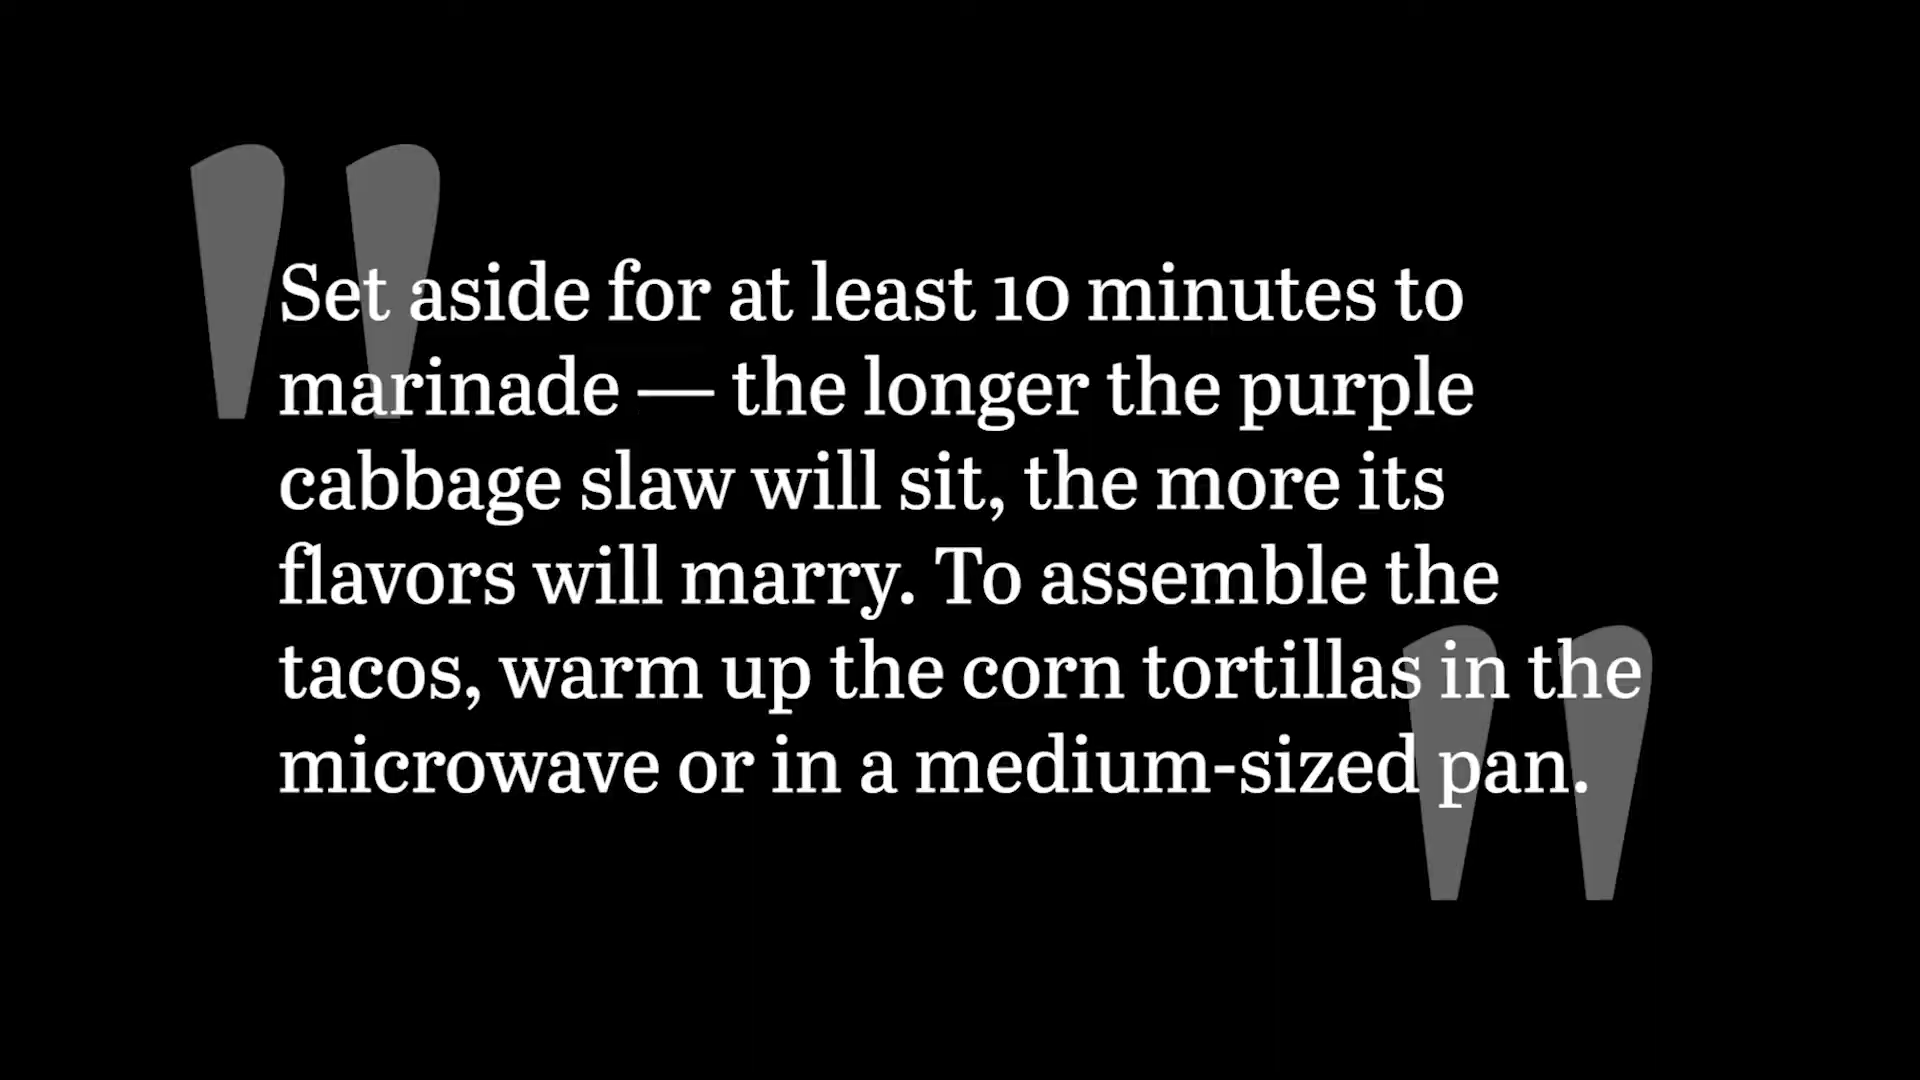 Set aside for at least 10 minutes to
marinade — the longer the purple
cabbage slaw will sit, the more its
flavors will marry. To assemble the
tacos, warm up the corn tortillas in the
microwave or in a medium-sized pan.